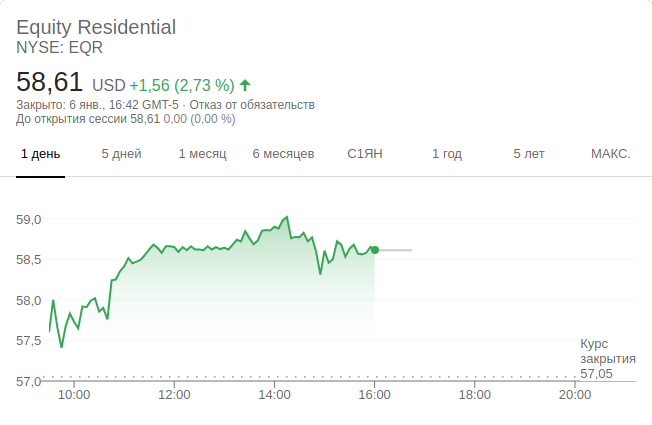 Equity Residential
NYSE: EQR
58,61 USD +1,56 (2,73 %)
Закрыто: 6 янв., 16:42 GMT-5 · Отказ от обязательств
До открытия сессии 58,61 0,00 (0,00 %)
1 день 5 дней 1 месяц 6 месяцев С1ЯН 1 год 5 лет МАКС.
59,0
58,5
58,0
57,5
Курс
закрытия
57,05
57,0
10:00 12:00 14:00 16:00 18:00 20:00